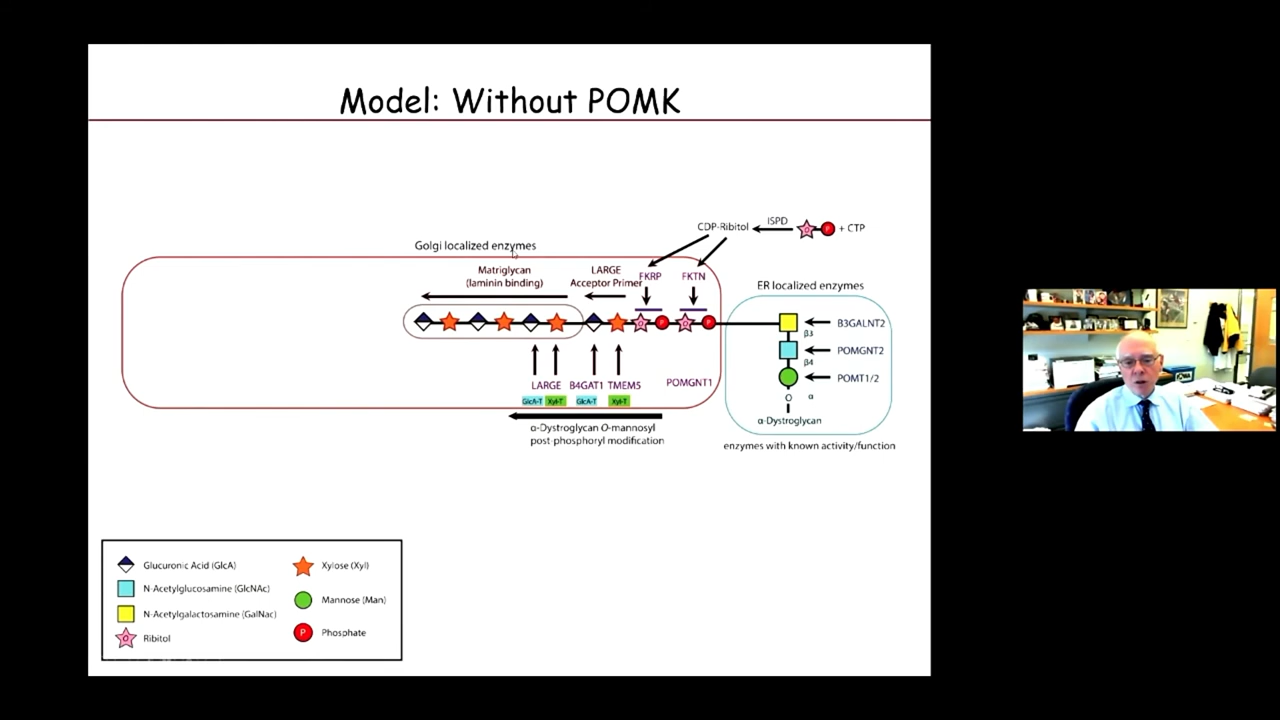 Model: Without POMK
CDP-Ribitol
ISPD
+ CTP
Golgi localized enzymes
Matriglycan
(laminin binding)
LARGE
Acceptor Primer
FKRP
FKTN
ER localized enzymes
B3GALNT2
β3
POMGNT2
β4
POMT1/2
O
α
α-Dystroglycan
LARGE
B4GAT1
TMEM5
POMGNT1
GlcA-T
Xyl-T
GlcA-T
Xyl-T
α-Dystroglycan O-mannosyl
post-phosphoryl modification
enzymes with known activity/function
Glucuronic Acid (GlcA)
Xylose (Xyl)
N-Acetylglucosamine (GlcNAc)
Mannose (Man)
N-Acetylgalactosamine (GalNac)
P
Phosphate
Ribitol